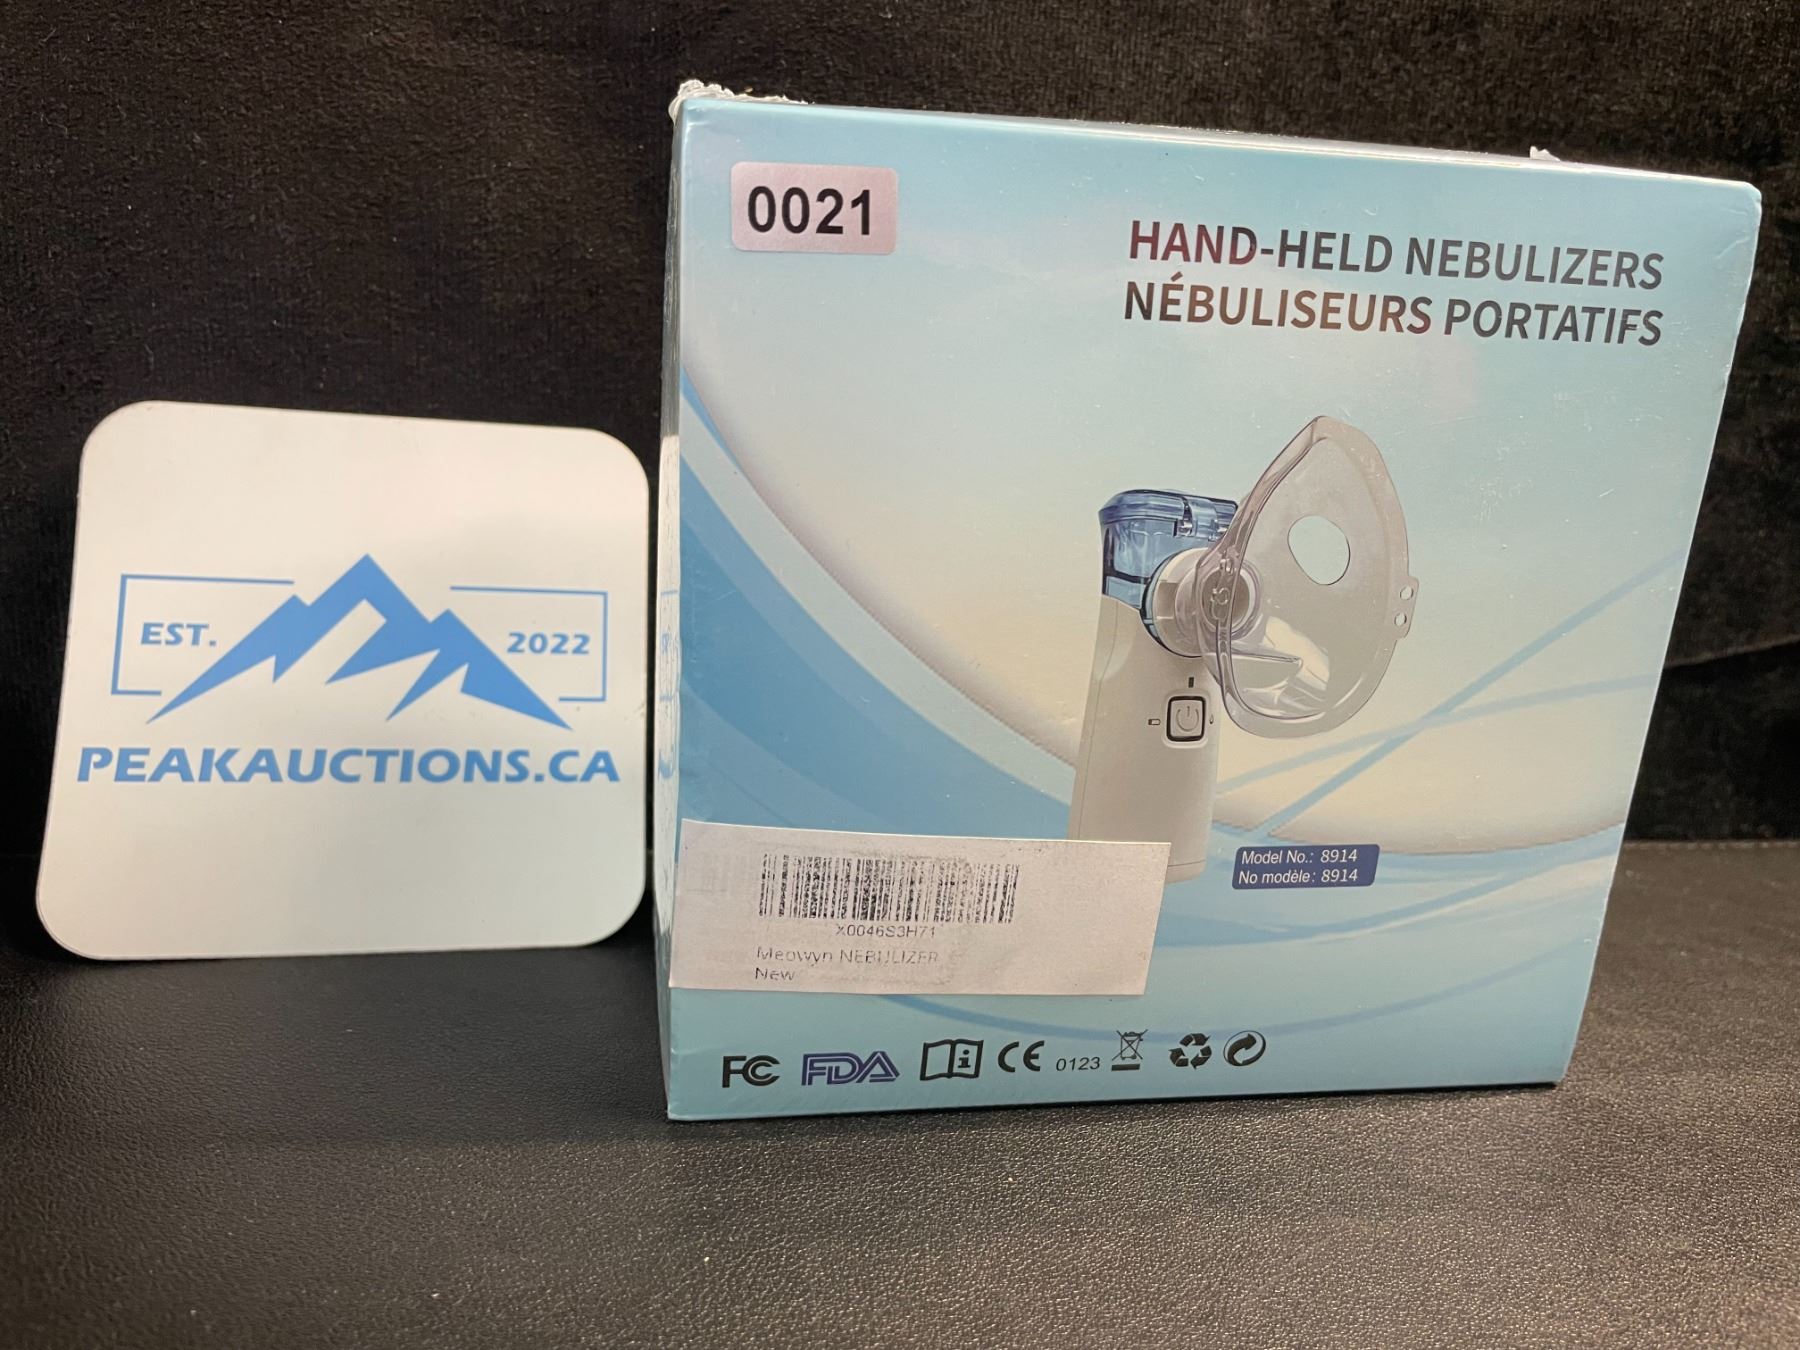 EST. 2022
PEAKAUCTIONS.CA
0021
HAND-HELD NEBULIZERS
NÉBULISEURS PORTATIFS
Model No.: 8914
No modèle: 8914
X0046S3H71
Meowyn NEBULIZER
New
FC FDA CE 0123